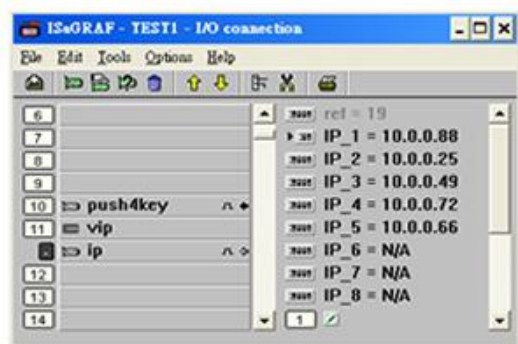 ISaGRAF - TEST1 - I/O connection
File Edit Tools Options Help
6
7
8
9
10 push4key
11 vip
ip
12
13
14
ref = 19
IP_1 = 10.0.0.88
IP_2 = 10.0.0.25
IP_3 = 10.0.0.49
IP_4 = 10.0.0.72
IP_5 = 10.0.0.66
IP_6 = N/A
IP_7 = N/A
IP_8 = N/A
1